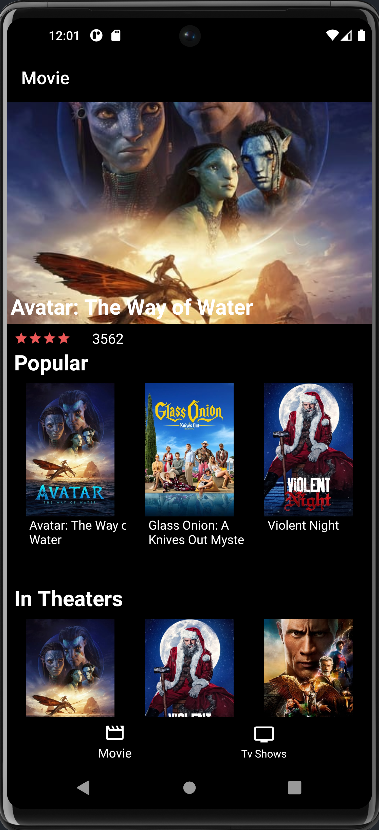 12:01
Movie
Avatar: The Way of Water
3562
Popular
AVATAR
THE WAY OF WATER
Glass Onion
Knives Out
VIOLENT
Night
Avatar: The Way o
Water
Glass Onion: A
Knives Out Myste
Violent Night
In Theaters
VIOLENT
Movie
Tv Shows